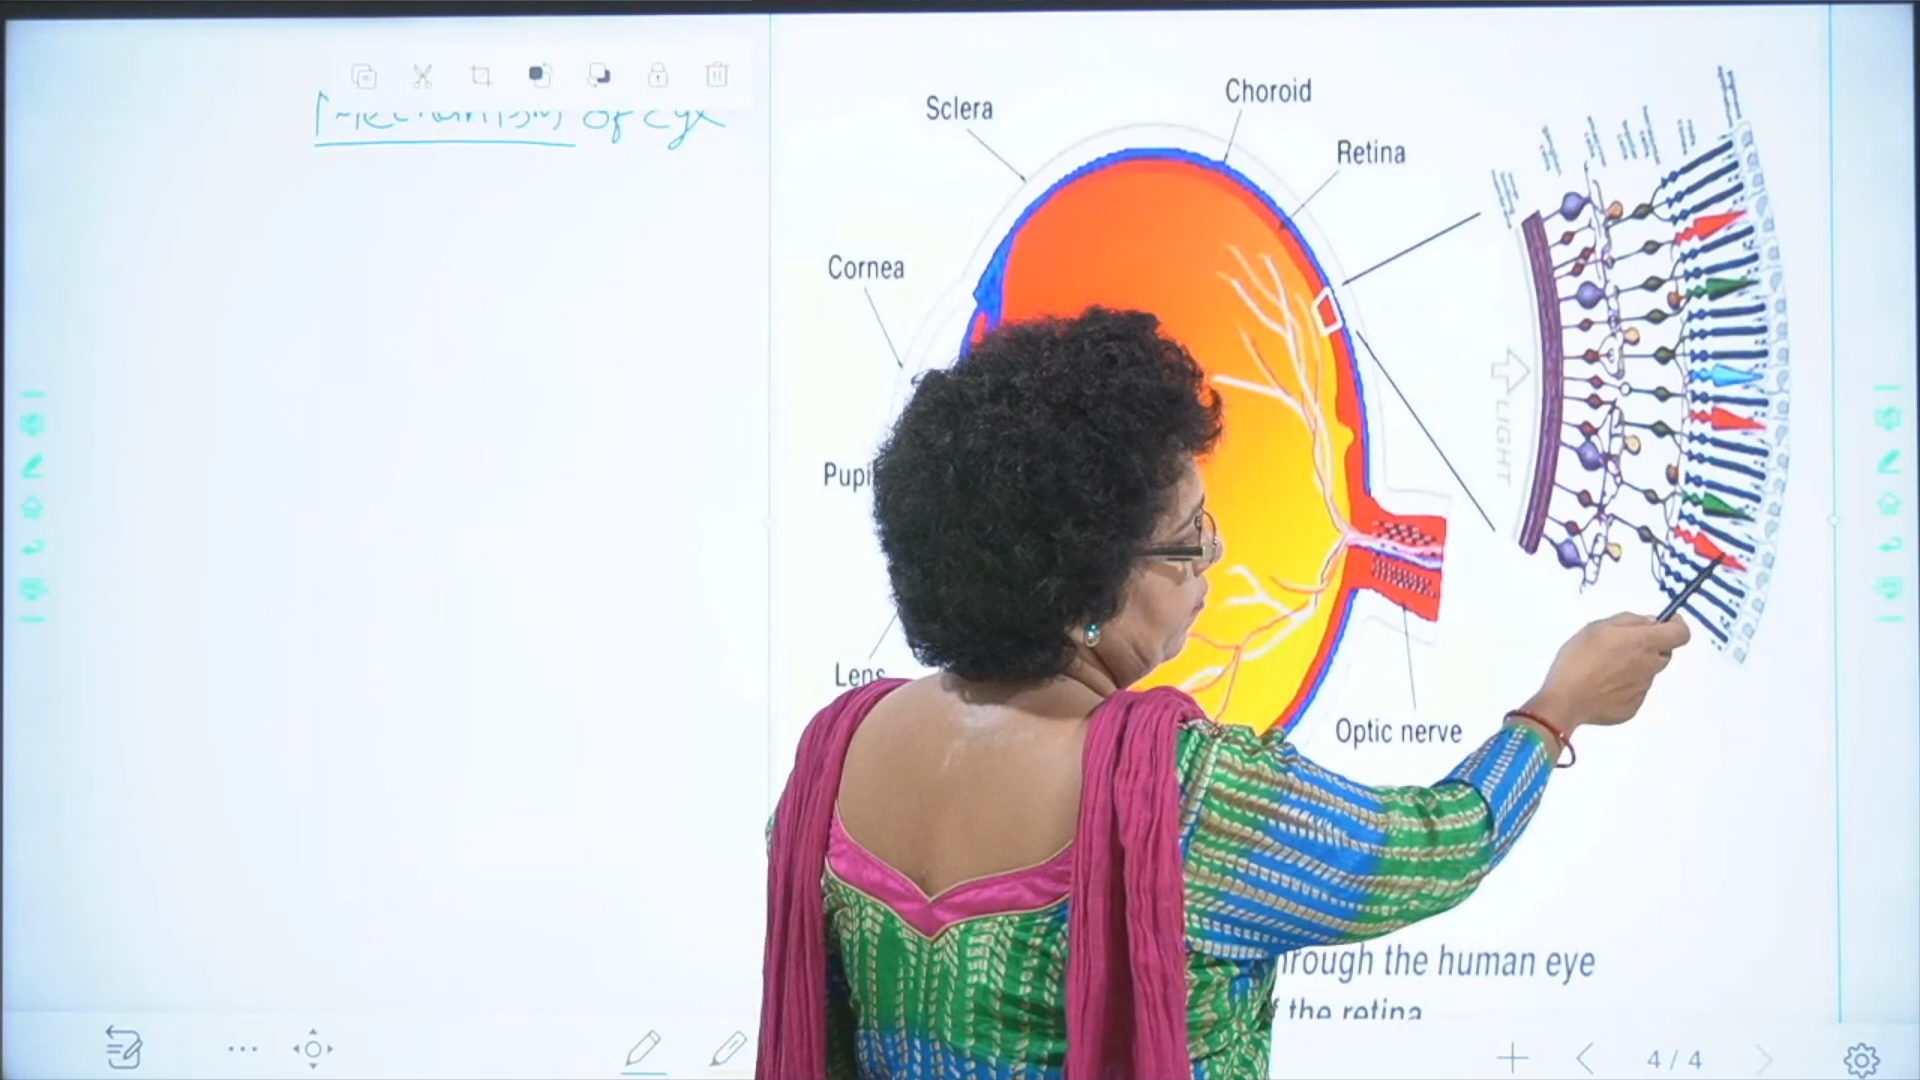 Mechanism of eye
Sclera
Choroid
Retina
Cornea
LIGHT
Pupi
Lens
Optic nerve
through the human eye
f the retina
4 / 4